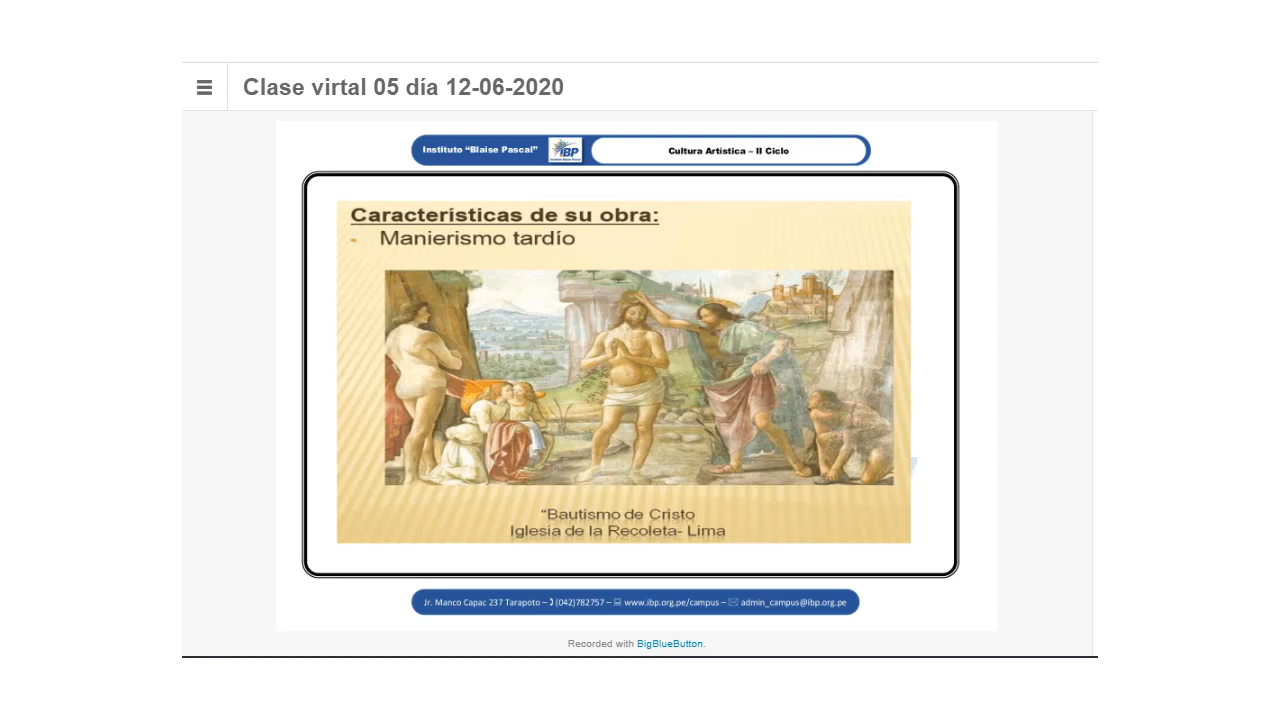 Clase virtal 05 día 12-06-2020
Instituto “Blaise Pascal”
IBP
Cultura Artística – II Ciclo
Características de su obra:
- Manierismo tardío
“Bautismo de Cristo
Iglesia de la Recoleta- Lima
Jr. Manco Capac 237 Tarapoto – (042)782757 – www.ibp.org.pe/campus – admin_campus@ibp.org.pe
Recorded with BigBlueButton.